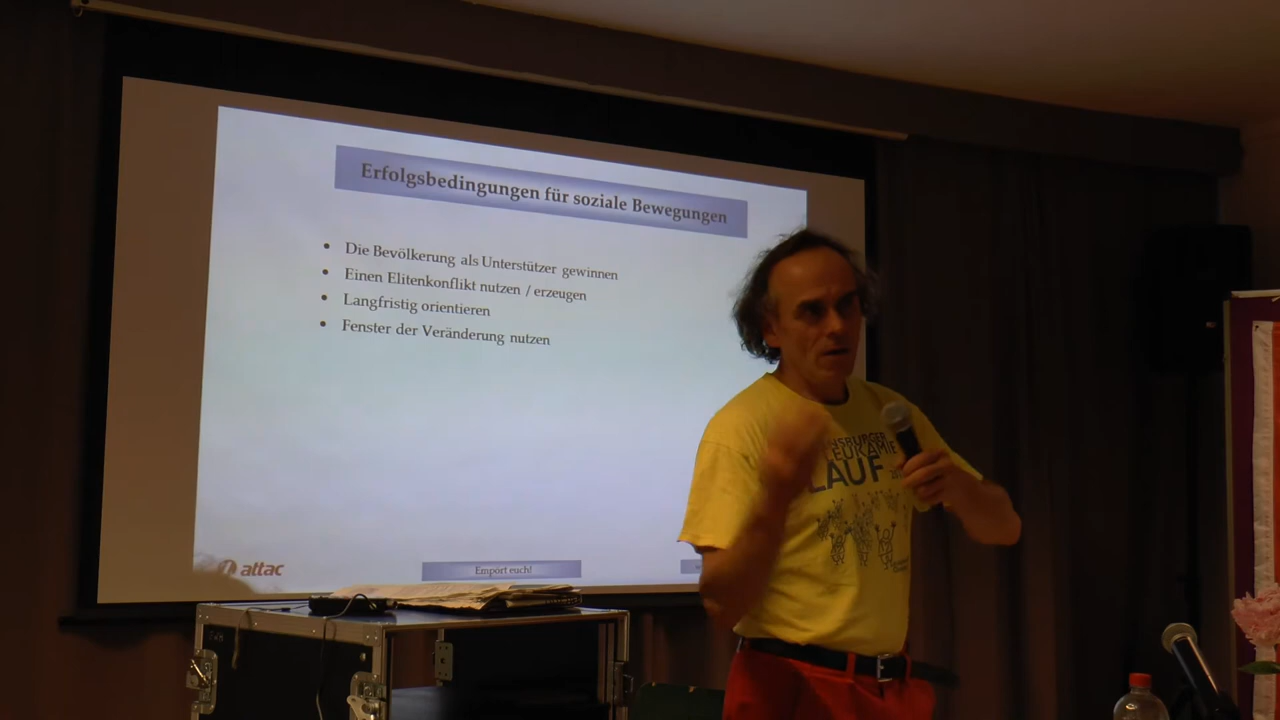 Erfolgsbedingungen für soziale Bewegungen
• Die Bevölkerung als Unterstützer gewinnen
• Einen Elitenkonflikt nutzen / erzeugen
• Langfristig orientieren
• Fenster der Veränderung nutzen
attac
Empört euch!
LEUKÄMIE
LAUF